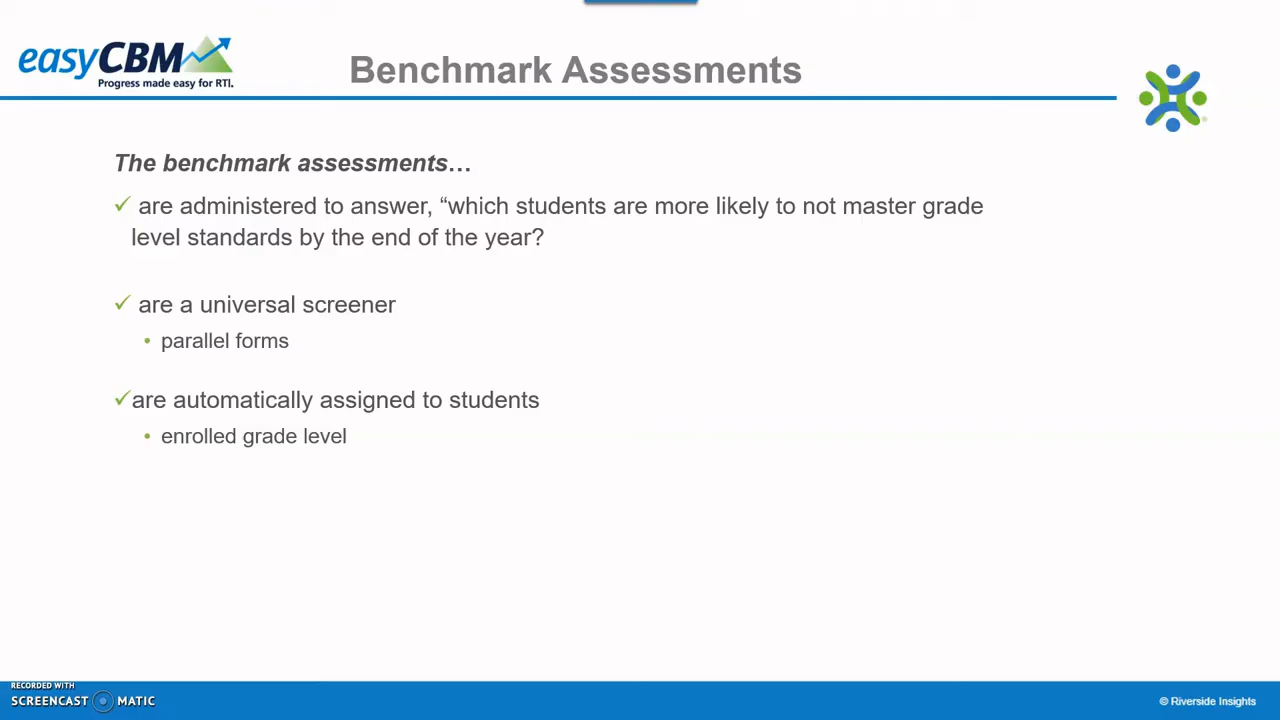 easyCBM
Progress made easy for RTI.
Benchmark Assessments
The benchmark assessments…
✓ are administered to answer, “which students are more likely to not master grade
level standards by the end of the year?
✓ are a universal screener
• parallel forms
✓are automatically assigned to students
• enrolled grade level
RECORDED WITH
SCREENCAST MATIC
© Riverside Insights